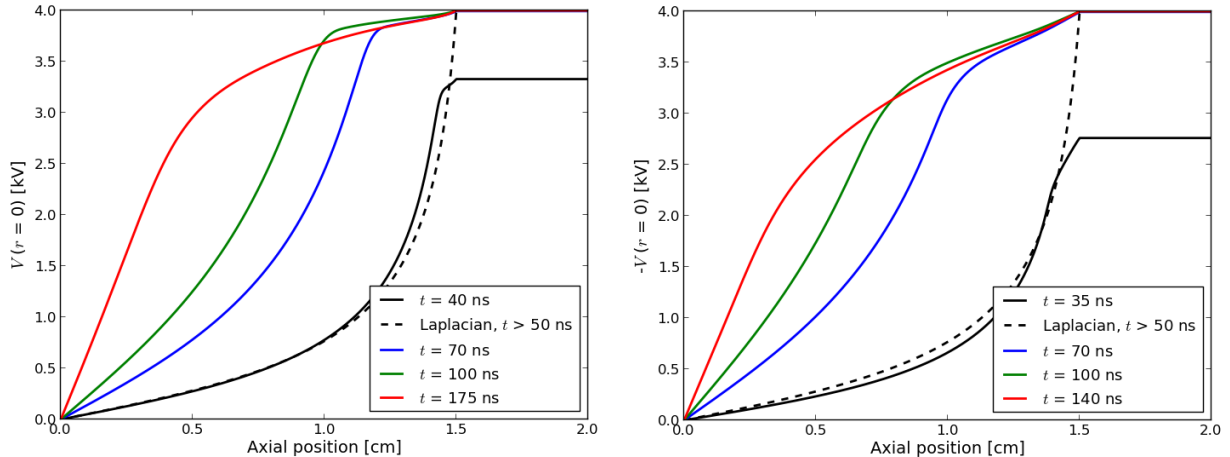 4.0
3.5
3.0
2.5
2.0
1.5
1.0
0.5
0.0
V (r = 0) [kV]
t = 40 ns
Laplacian, t > 50 ns
t = 70 ns
t = 100 ns
t = 175 ns
0.0 0.5 1.0 1.5 2.0
Axial position [cm]
4.0
3.5
3.0
2.5
2.0
1.5
1.0
0.5
0.0
-V (r = 0) [kV]
t = 35 ns
Laplacian, t > 50 ns
t = 70 ns
t = 100 ns
t = 140 ns
0.0 0.5 1.0 1.5 2.0
Axial position [cm]